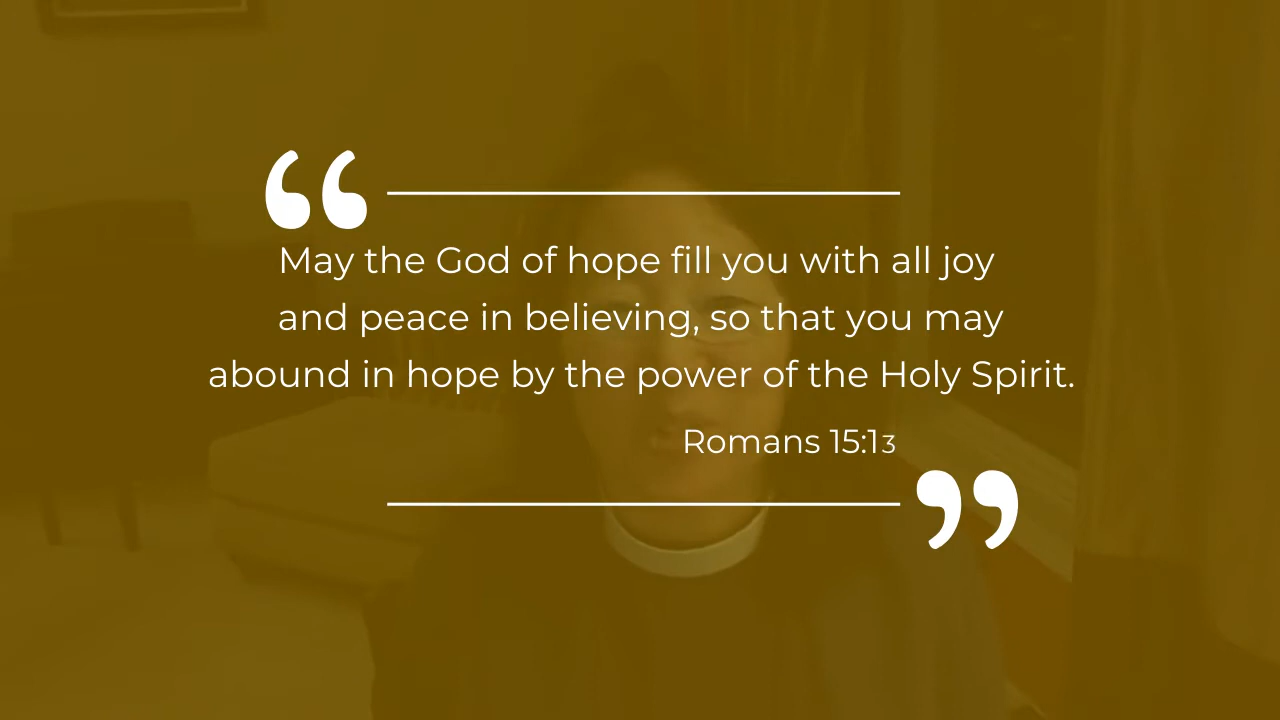 “
May the God of hope fill you with all joy
and peace in believing, so that you may
abound in hope by the power of the Holy Spirit.
Romans 15:13
”